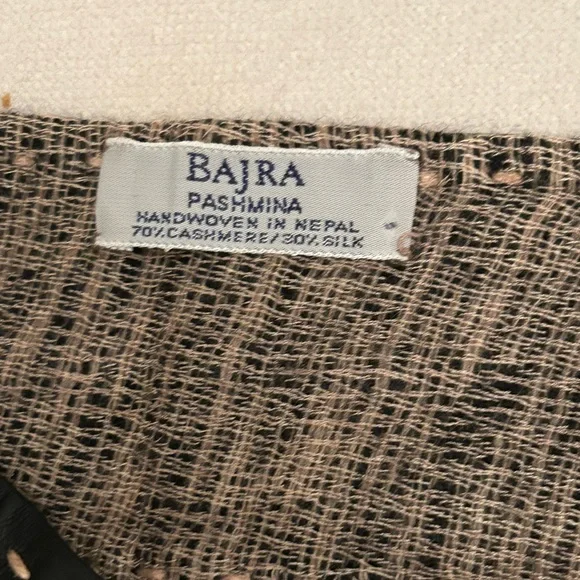 BAJRA
PASHMINA
HANDWOVEN IN NEPAL
70% CASHMERE/30% SILK